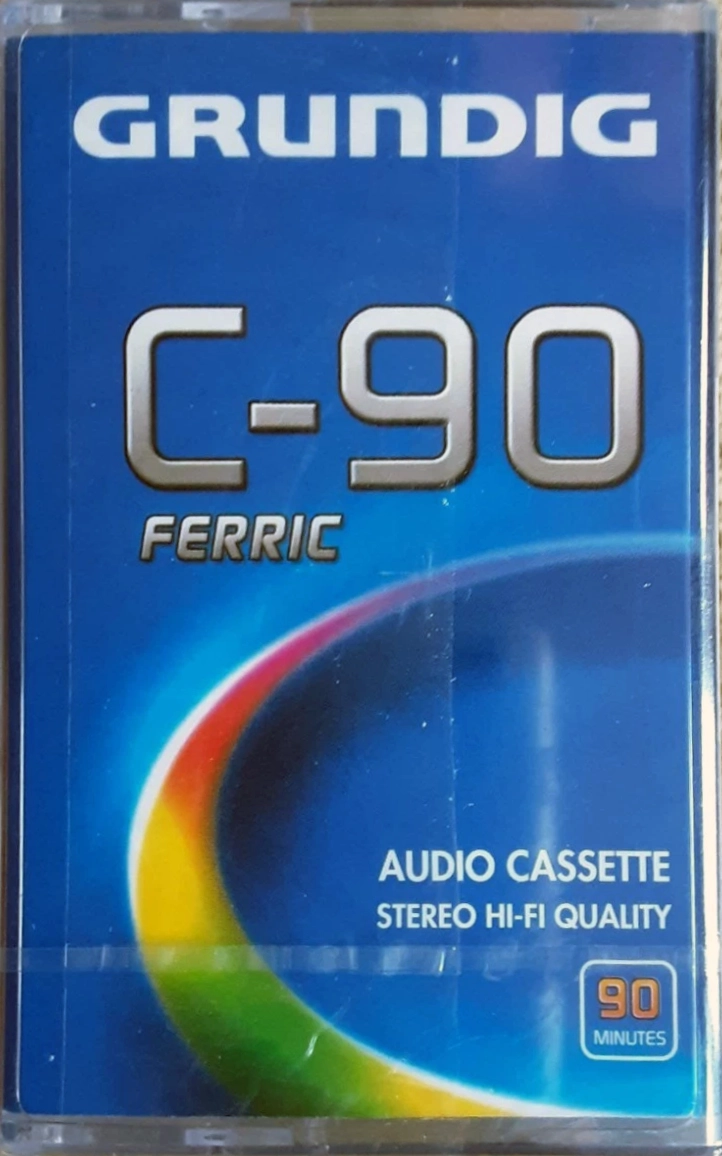 GRUNDIG
C-90
FERRIC
AUDIO CASSETTE
STEREO HI-FI QUALITY
90
MINUTES